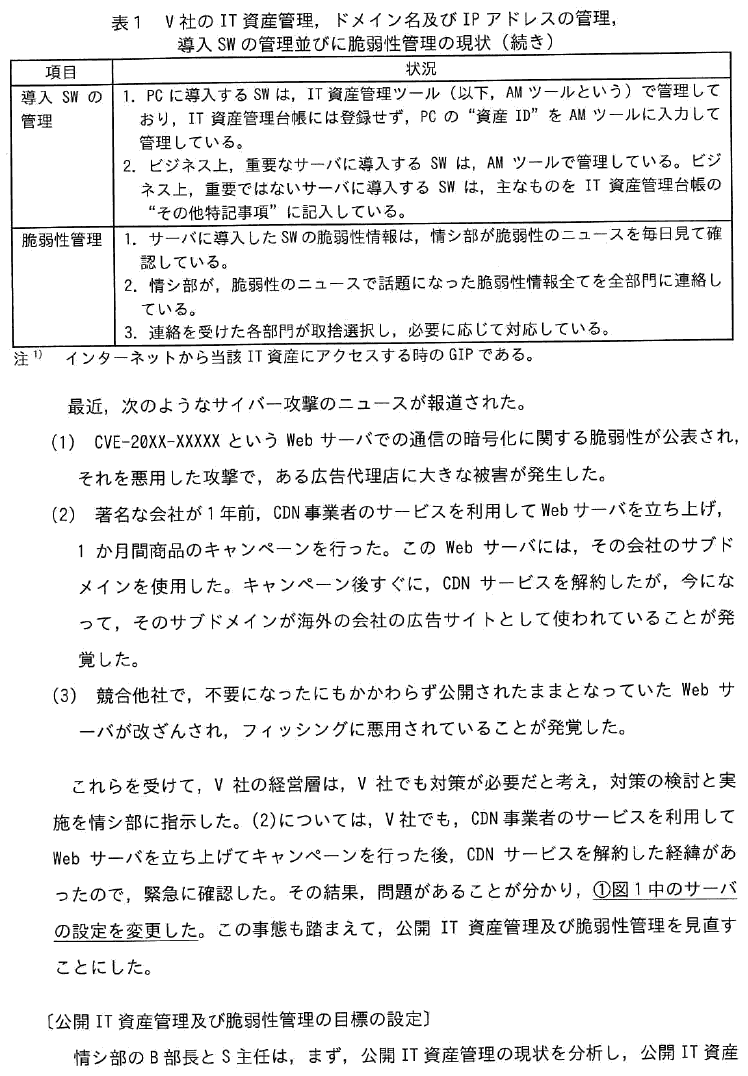 表1 V社のIT資産管理，ドメイン名及びIPアドレスの管理，
導入SWの管理並びに脆弱性管理の現状（続き）
項目
状況
導入 SW の
管理
1. PCに導入するSWは，IT資産管理ツール（以下，AMツールという）で管理して
おり，IT資産管理台帳には登録せず，PCの“資産ID”をAMツールに入力して
管理している。
2. ビジネス上，重要なサーバに導入するSWは，AMツールで管理している。ビジ
ネス上，重要ではないサーバに導入するSWは，主なものをIT資産管理台帳の
“その他特記事項”に記入している。
脆弱性管理
1. サーバに導入したSWの脆弱性情報は，情シ部が脆弱性のニュースを毎日見て確
認している。
2. 情シ部が，脆弱性のニュースで話題になった脆弱性情報全てを全部門に連絡し
ている。
3. 連絡を受けた各部門が取捨選択し，必要に応じて対応している。
注1) インターネットから当該IT資産にアクセスする時のGIPである。
最近，次のようなサイバー攻撃のニュースが報道された。
(1) CVE-20XX-XXXXXというWebサーバでの通信の暗号化に関する脆弱性が公表され，
それを悪用した攻撃で，ある広告代理店に大きな被害が発生した。
(2) 著名な会社が1年前，CDN事業者のサービスを利用してWebサーバを立ち上げ，
1か月間商品のキャンペーンを行った。このWebサーバには，その会社のサブド
メインを使用した。キャンペーン後すぐに，CDNサービスを解約したが，今にな
って，そのサブドメインが海外の会社の広告サイトとして使われていることが発
覚した。
(3) 競合他社で，不要になったにもかかわらず公開されたままとなっていたWebサ
ーバが改ざんされ，フィッシングに悪用されていることが発覚した。
これらを受けて，V社の経営層は，V社でも対策が必要だと考え，対策の検討と実
施を情シ部に指示した。(2)については，V社でも，CDN事業者のサービスを利用して
Webサーバを立ち上げてキャンペーンを行った後，CDNサービスを解約した経緯があ
ったので，緊急に確認した。その結果，問題があることが分かり，①図1中のサーバ
の設定を変更した。この事態も踏まえて，公開IT資産管理及び脆弱性管理を見直す
ことにした。
〔公開IT資産管理及び脆弱性管理の目標の設定〕
情シ部のB部長とS主任は，まず，公開IT資産管理の現状を分析し，公開IT資産